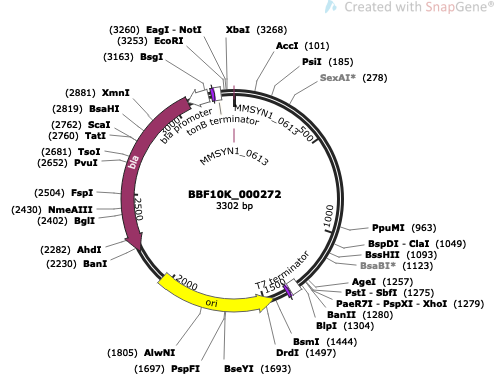 Created with SnapGene®
(3260) EagI - NotI
(3253) EcoRI
(3163) BsgI
XbaI (3268)
AccI (101)
PsiI (185)
SexAI* (278)
(2881) XmnI
(2819) BsaHI
(2762) ScaI
(2760) TatI
(2681) TsoI
(2652) PvuI
(2504) FspI
(2430) NmeAIII
(2402) BglI
(2282) AhdI
(2230) BanI
bla promoter
tonB terminator
MMSYN1_0613
MMSYN1_0613
bla
3000
500
1000
1500
2000
2500
BBF10K_000272
3302 bp
PpuMI (963)
BspDI - ClaI (1049)
BssHII (1093)
BsaBI* (1123)
AgeI (1257)
PstI - SbfI (1275)
PaeR7I - PspXI - XhoI (1279)
BanII (1280)
BlpI (1304)
T7 terminator
ori
BsmI (1444)
DrdI (1497)
BseYI (1693)
(1697) PspFI
(1805) AlwNI